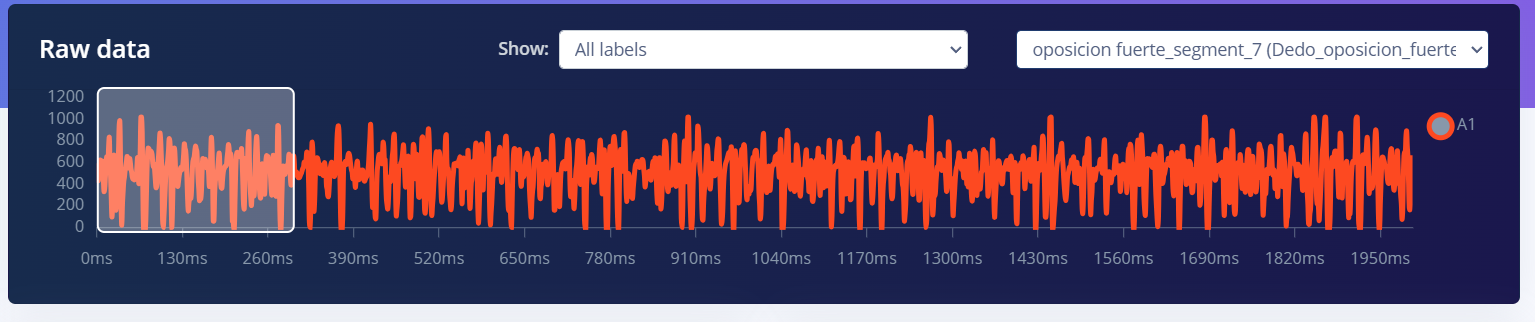 Raw data
Show:
All labels
oposicion fuerte_segment_7 (Dedo_oposicion_fuerte
1200
1000
800
600
400
200
0
A1
0ms 130ms 260ms 390ms 520ms 650ms 780ms 910ms 1040ms 1170ms 1300ms 1430ms 1560ms 1690ms 1820ms 1950ms